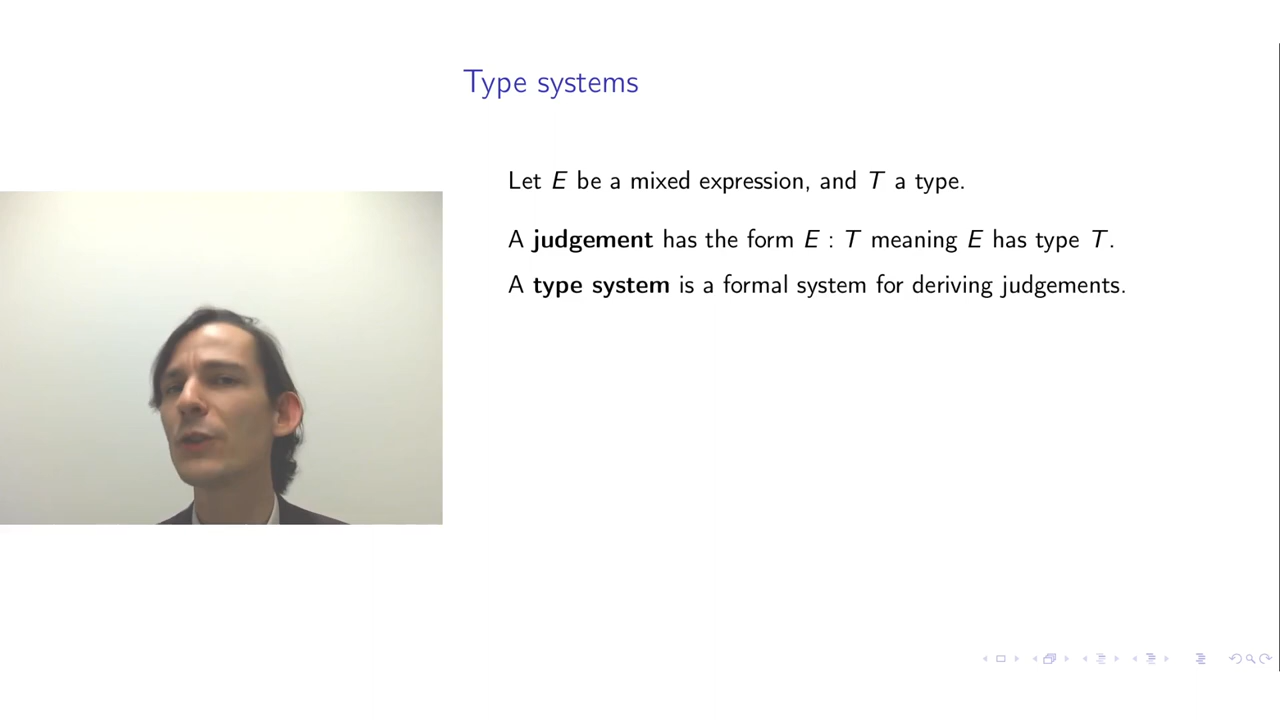 Type systems
Let E be a mixed expression, and T a type.
A judgement has the form E : T meaning E has type T.
A type system is a formal system for deriving judgements.